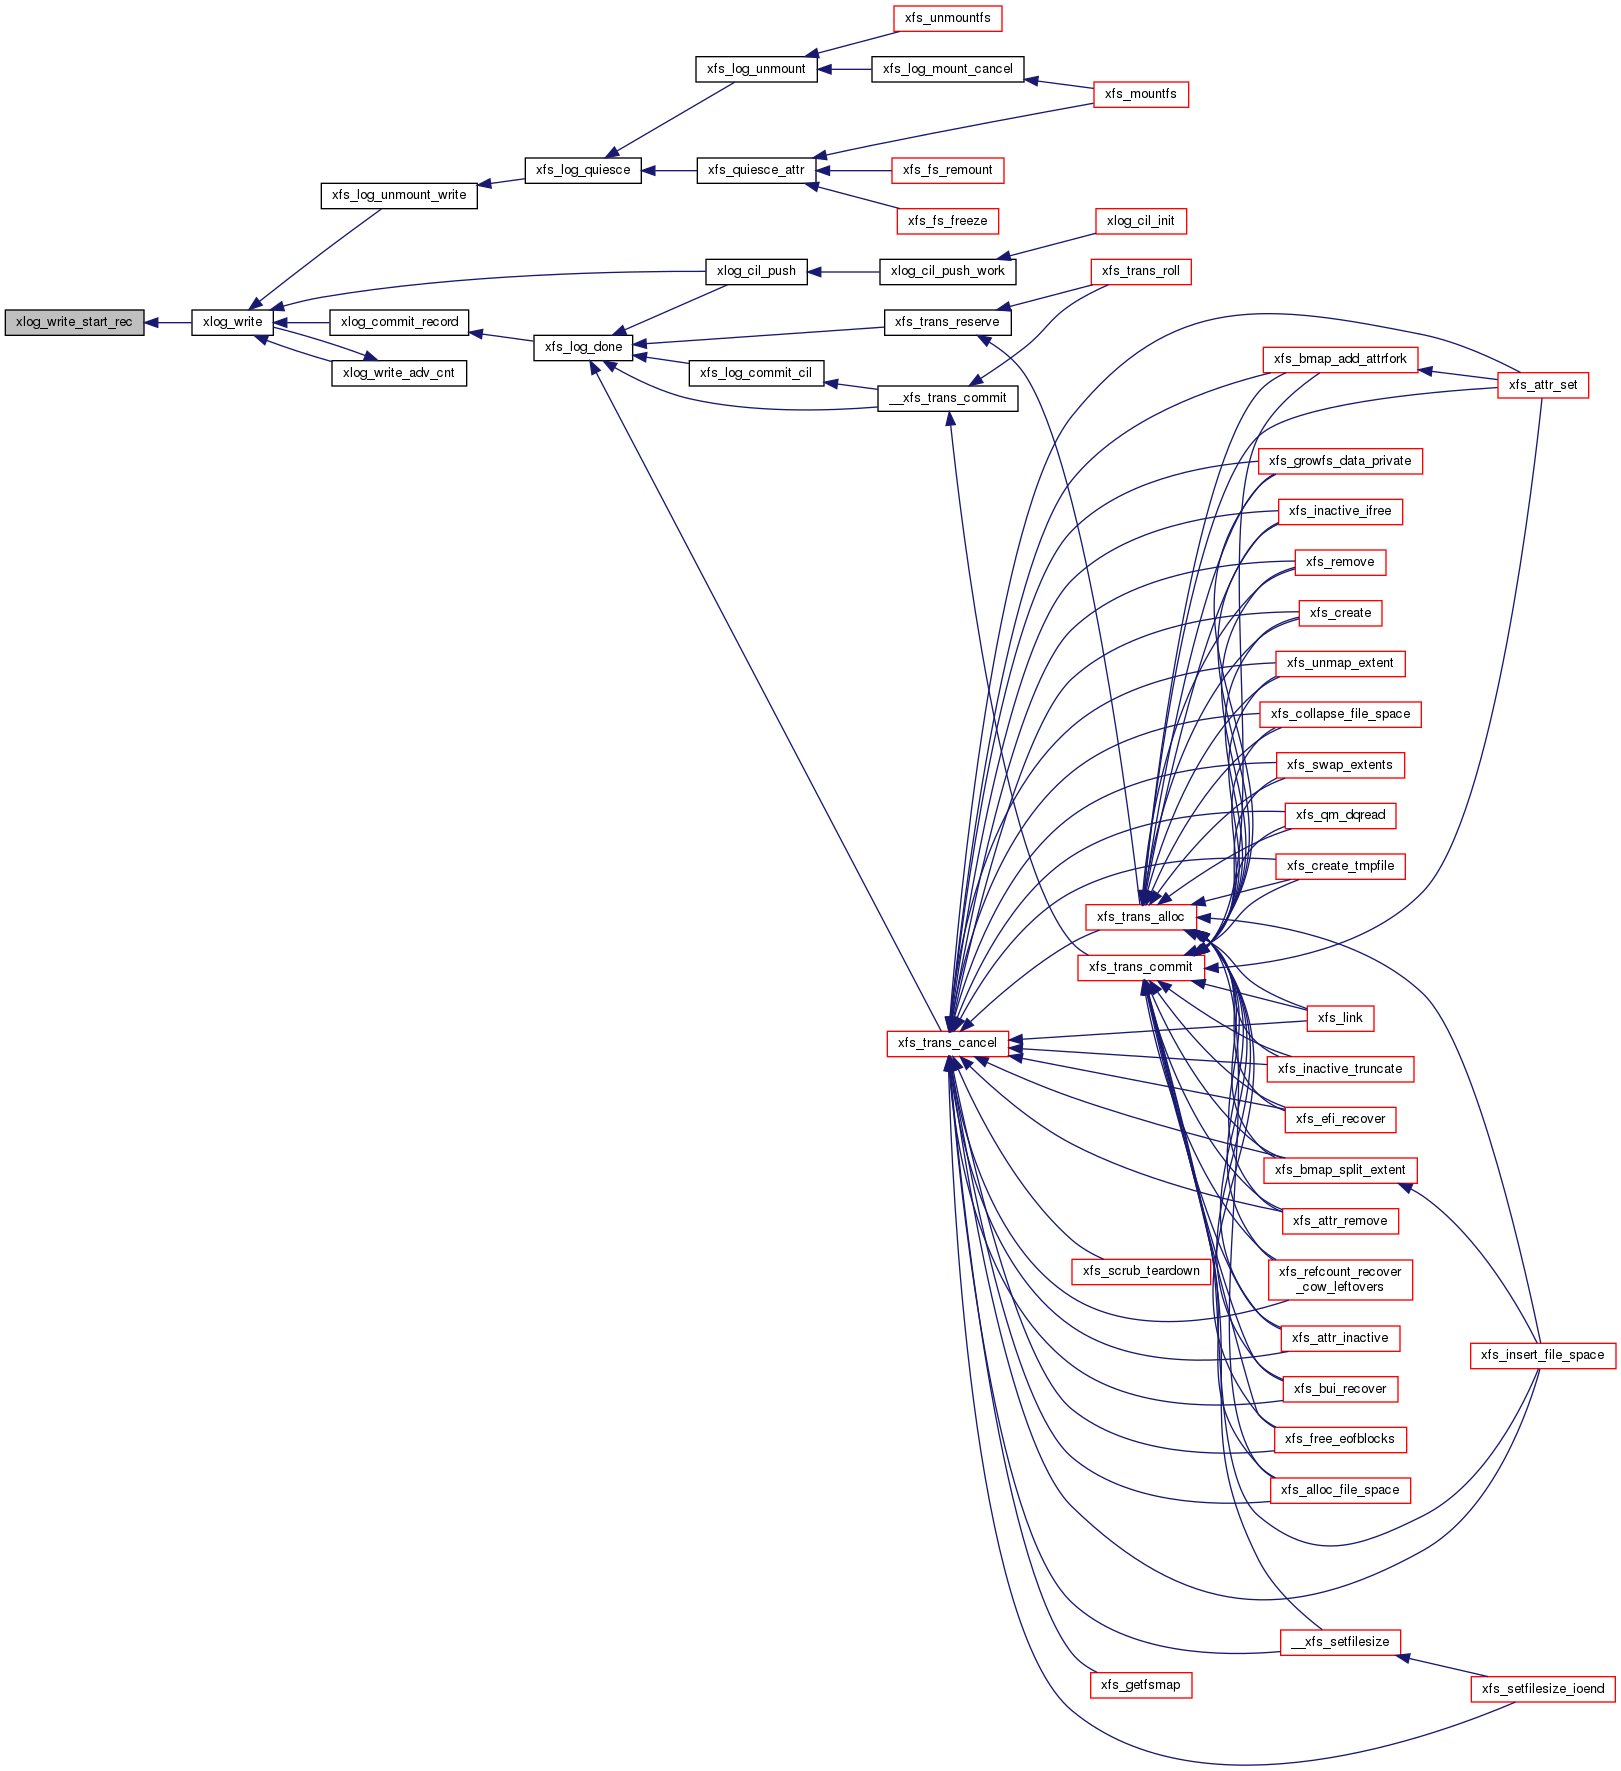 xfs_unmountfs
xfs_log_unmount
xfs_log_mount_cancel
xfs_mountfs
xfs_log_quiesce
xfs_quiesce_attr
xfs_fs_remount
xfs_log_unmount_write
xfs_fs_freeze
xlog_cil_init
xlog_cil_push
xlog_cil_push_work
xfs_trans_roll
xlog_write_start_rec
xlog_write
xlog_commit_record
xfs_trans_reserve
xfs_log_done
xfs_bmap_add_attrfork
xlog_write_adv_cnt
xfs_log_commit_cil
xfs_attr_set
__xfs_trans_commit
xfs_growfs_data_private
xfs_inactive_ifree
xfs_remove
xfs_create
xfs_unmap_extent
xfs_collapse_file_space
xfs_swap_extents
xfs_qm_dqread
xfs_create_tmpfile
xfs_trans_alloc
xfs_trans_commit
xfs_link
xfs_trans_cancel
xfs_inactive_truncate
xfs_efi_recover
xfs_bmap_split_extent
xfs_attr_remove
xfs_scrub_teardown
xfs_refcount_recover
_cow_leftovers
xfs_attr_inactive
xfs_insert_file_space
xfs_bui_recover
xfs_free_eofblocks
xfs_alloc_file_space
__xfs_setfilesize
xfs_getfsmap
xfs_setfilesize_ioend